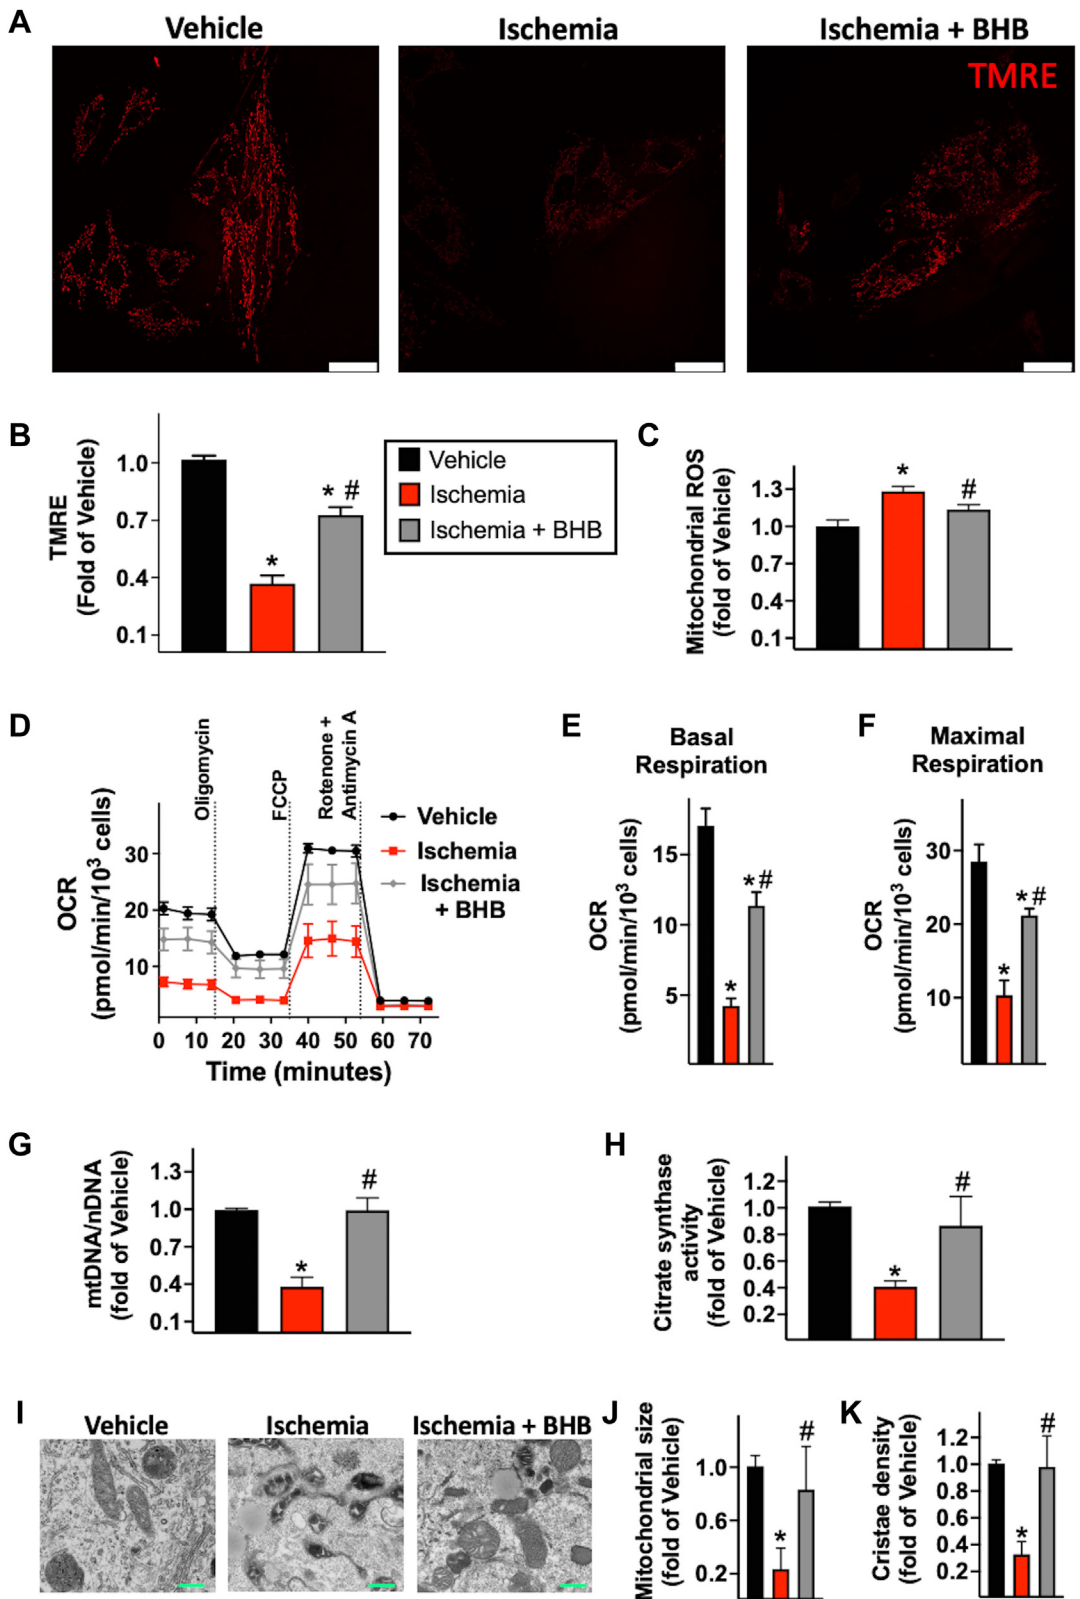 A
Vehicle
Ischemia
Ischemia + BHB
TMRE
B
TMRE
(Fold of Vehicle)
1.0
0.7
0.4
0.1
*
* #
Vehicle
Ischemia
Ischemia + BHB
C
Mitochondrial ROS
(fold of Vehicle)
1.3
1.0
0.7
0.4
0.1
*
#
D
Oligomycin
FCCP
Rotenone +
Antimycin A
OCR
(pmol/min/10³ cells)
30
20
10
0 10 20 30 40 50 60 70
Time (minutes)
Vehicle
Ischemia
Ischemia
+ BHB
E
Basal
Respiration
OCR
(pmol/min/10³ cells)
15
10
5
*
*#
F
Maximal
Respiration
OCR
(pmol/min/10³ cells)
30
20
10
*
*#
G
mtDNA/nDNA
(fold of Vehicle)
1.3
1.0
0.7
0.4
0.1
*
#
H
Citrate synthase
activity
(fold of Vehicle)
1.2
1.0
0.8
0.6
0.4
0.2
*
#
I
Vehicle
Ischemia
Ischemia + BHB
J
Mitochondrial size
(fold of Vehicle)
1.0
0.6
0.2
*
#
K
Cristae density
(fold of Vehicle)
1.2
1.0
0.8
0.6
0.4
0.2
*
#